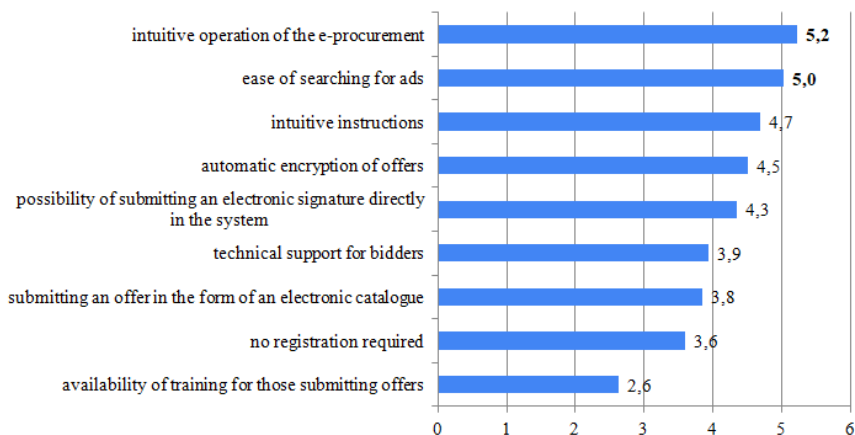 intuitive operation of the e-procurement 5,2
ease of searching for ads 5,0
intuitive instructions 4,7
automatic encryption of offers 4,5
possibility of submitting an electronic signature directly
in the system 4,3
technical support for bidders 3,9
submitting an offer in the form of an electronic catalogue 3,8
no registration required 3,6
availability of training for those submitting offers 2,6
0 1 2 3 4 5 6